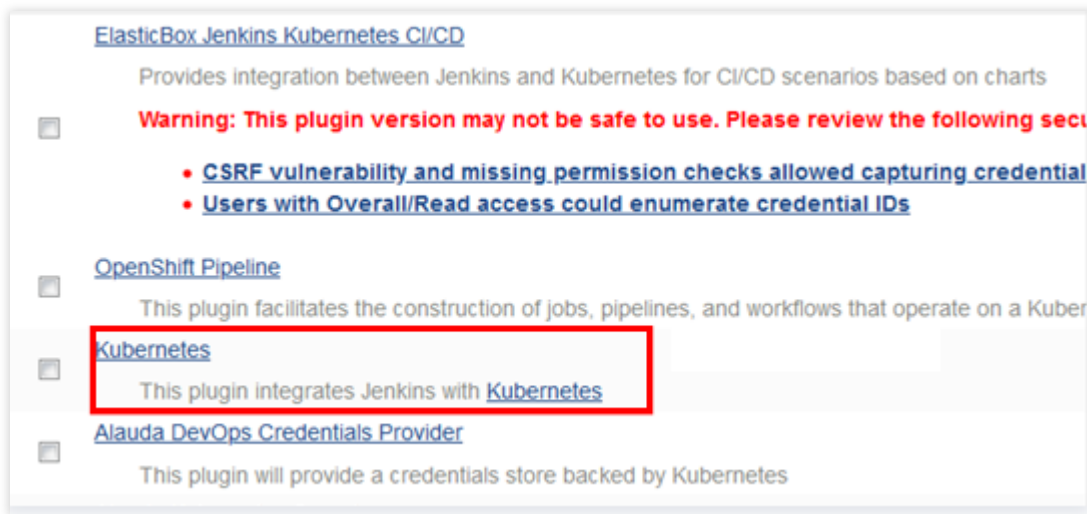 ElasticBox Jenkins Kubernetes CI/CD
Provides integration between Jenkins and Kubernetes for CI/CD scenarios based on charts
Warning: This plugin version may not be safe to use. Please review the following
CSRF vulnerability and missing permission checks allowed capturing credential
Users with Overall/Read access could enumerate credential IDs
OpenShift Pipeline
This plugin facilitates the construction of jobs, pipelines, and workflows that operate on a
Kubernetes
This plugin integrates Jenkins with Kubernetes
Alauda DevOps Credentials Provider
This plugin will provide a credentials store backed by Kubernetes